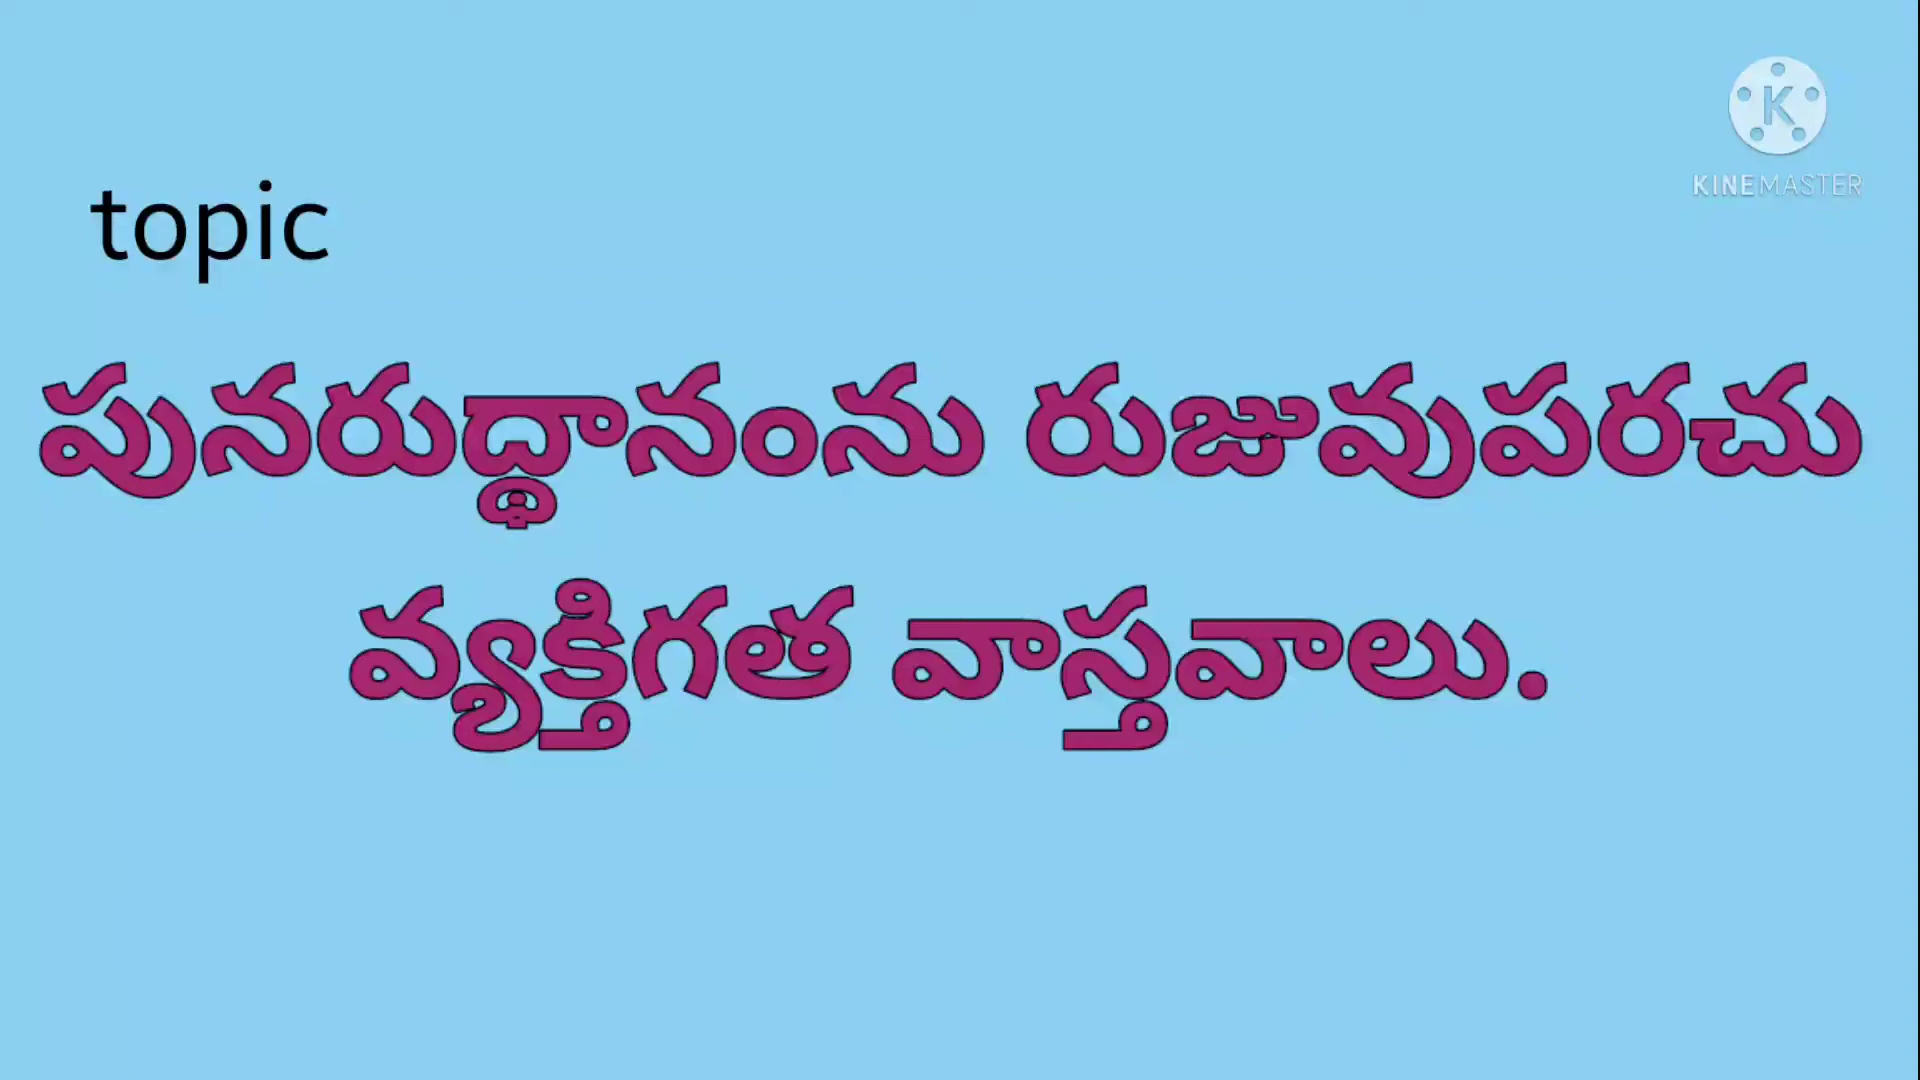 KINEMASTER
topic
పునరుద్ధానంను రుజువుపరచు
వ్యక్తిగత వాస్తవాలు.